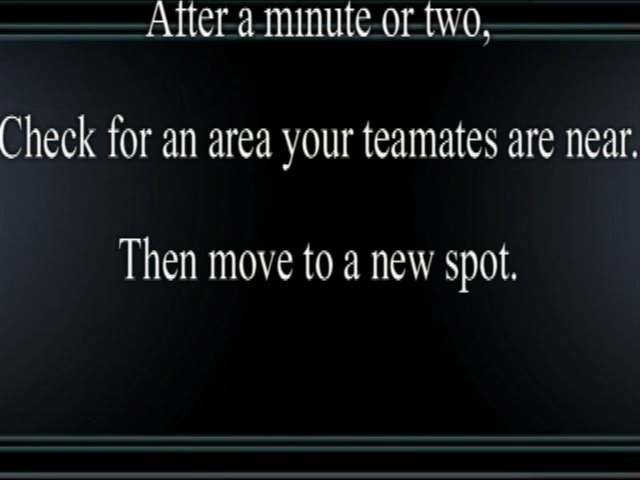 After a minute or two,
Check for an area your teamates are near.
Then move to a new spot.